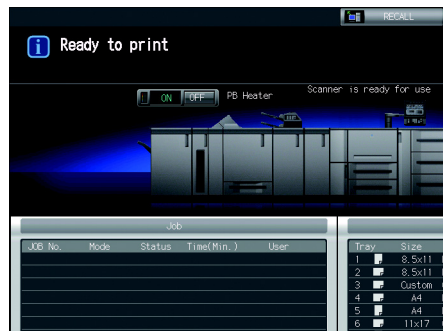 RECALL
Ready to print
Scanner is ready for use
ON OFF PB Heater
Job
JOB No. Mode Status Time(Min.) User
Tray Size
1 8.5x11
2 8.5x11
3 Custom
4 A4
5 A4
6 11x17